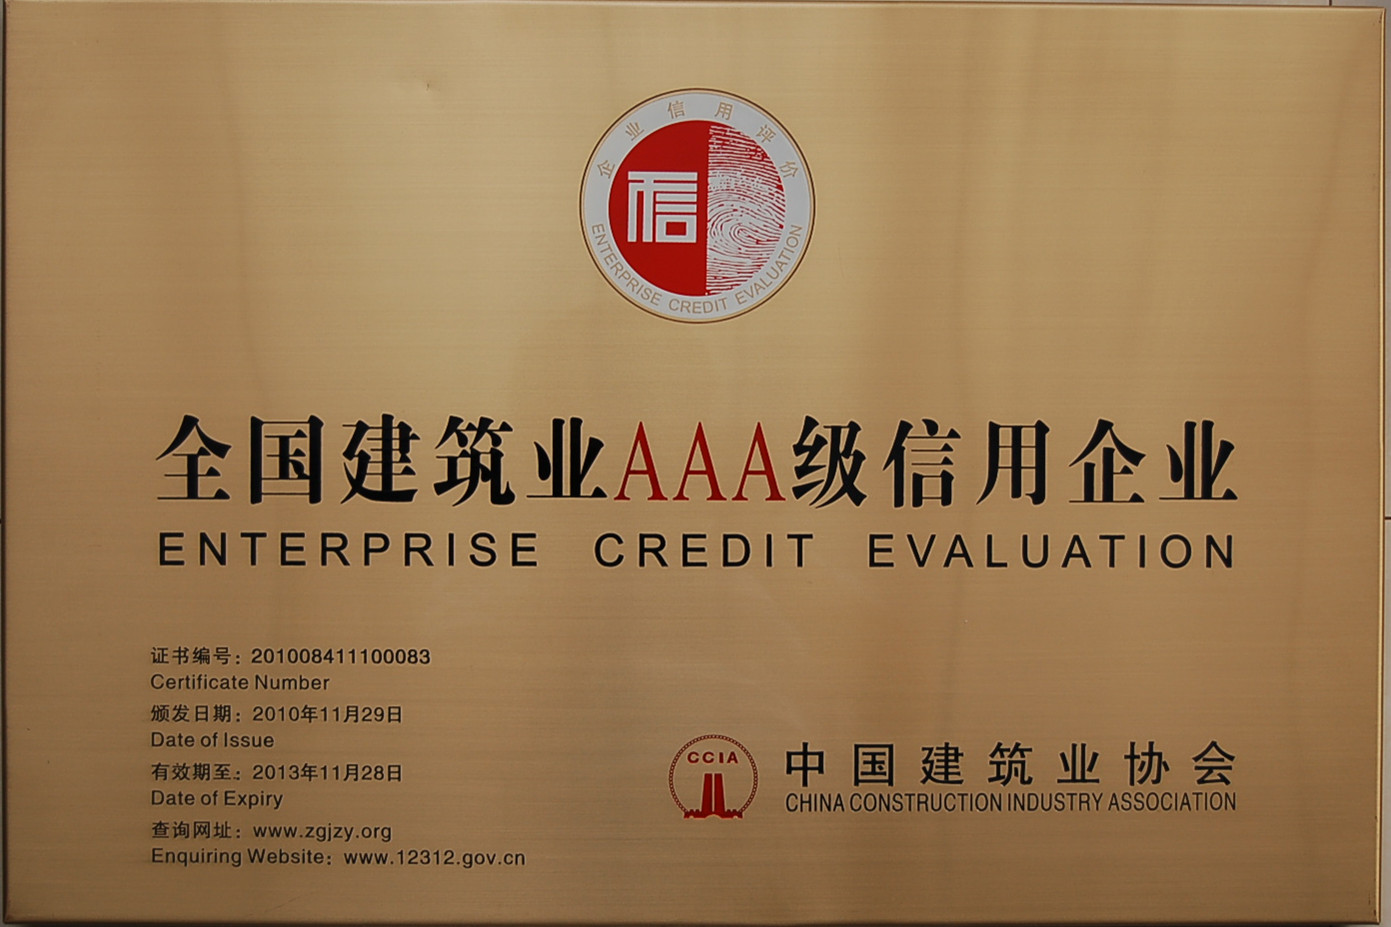 企业信用评价
信
ENTERPRISE CREDIT EVALUATION
全国建筑业AAA级信用企业
ENTERPRISE CREDIT EVALUATION
证书编号：201008411100083
Certificate Number
颁发日期：2010年11月29日
Date of Issue
有效期至：2013年11月28日
Date of Expiry
查询网址：www.zgjzy.org
Enquiring Website：www.12312.gov.cn
CCIA
中国建筑业协会
CHINA CONSTRUCTION INDUSTRY ASSOCIATION